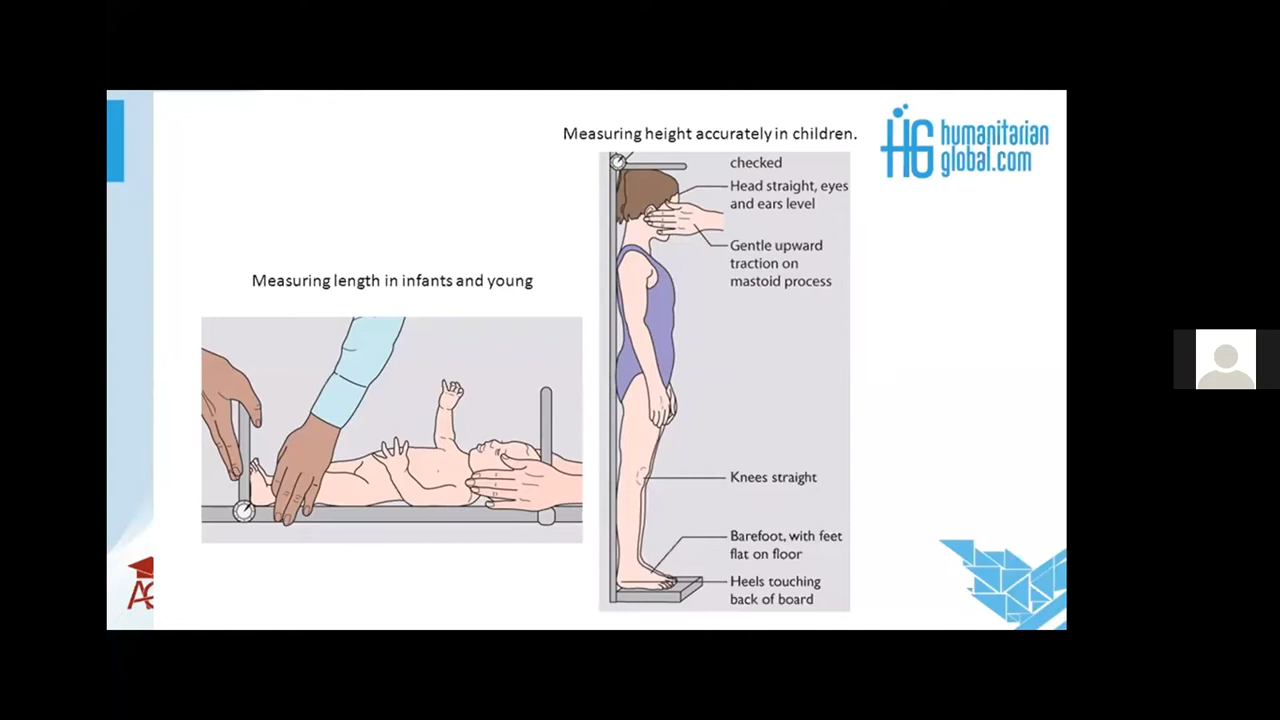 Measuring height accurately in children.
humanitarian
global.com
HG
checked
Head straight, eyes
and ears level
Gentle upward
traction on
mastoid process
Measuring length in infants and young
Knees straight
Barefoot, with feet
flat on floor
Heels touching
back of board